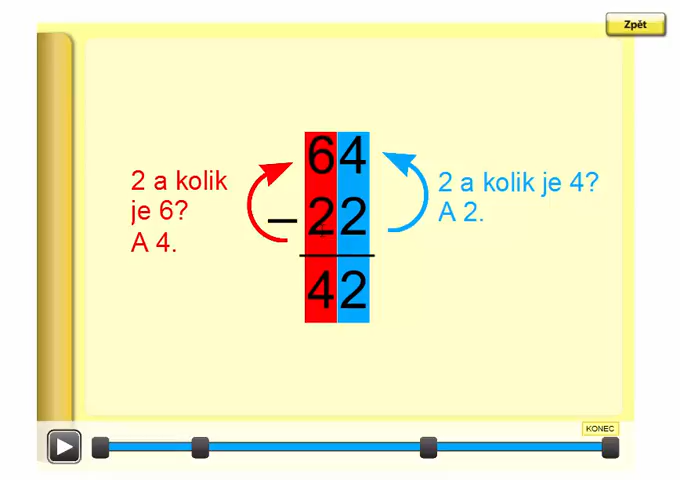 Zpět
64
2 a kolik
je 6?
A 4.
2 a kolik je 4?
A 2.
– 22
42
KONEC